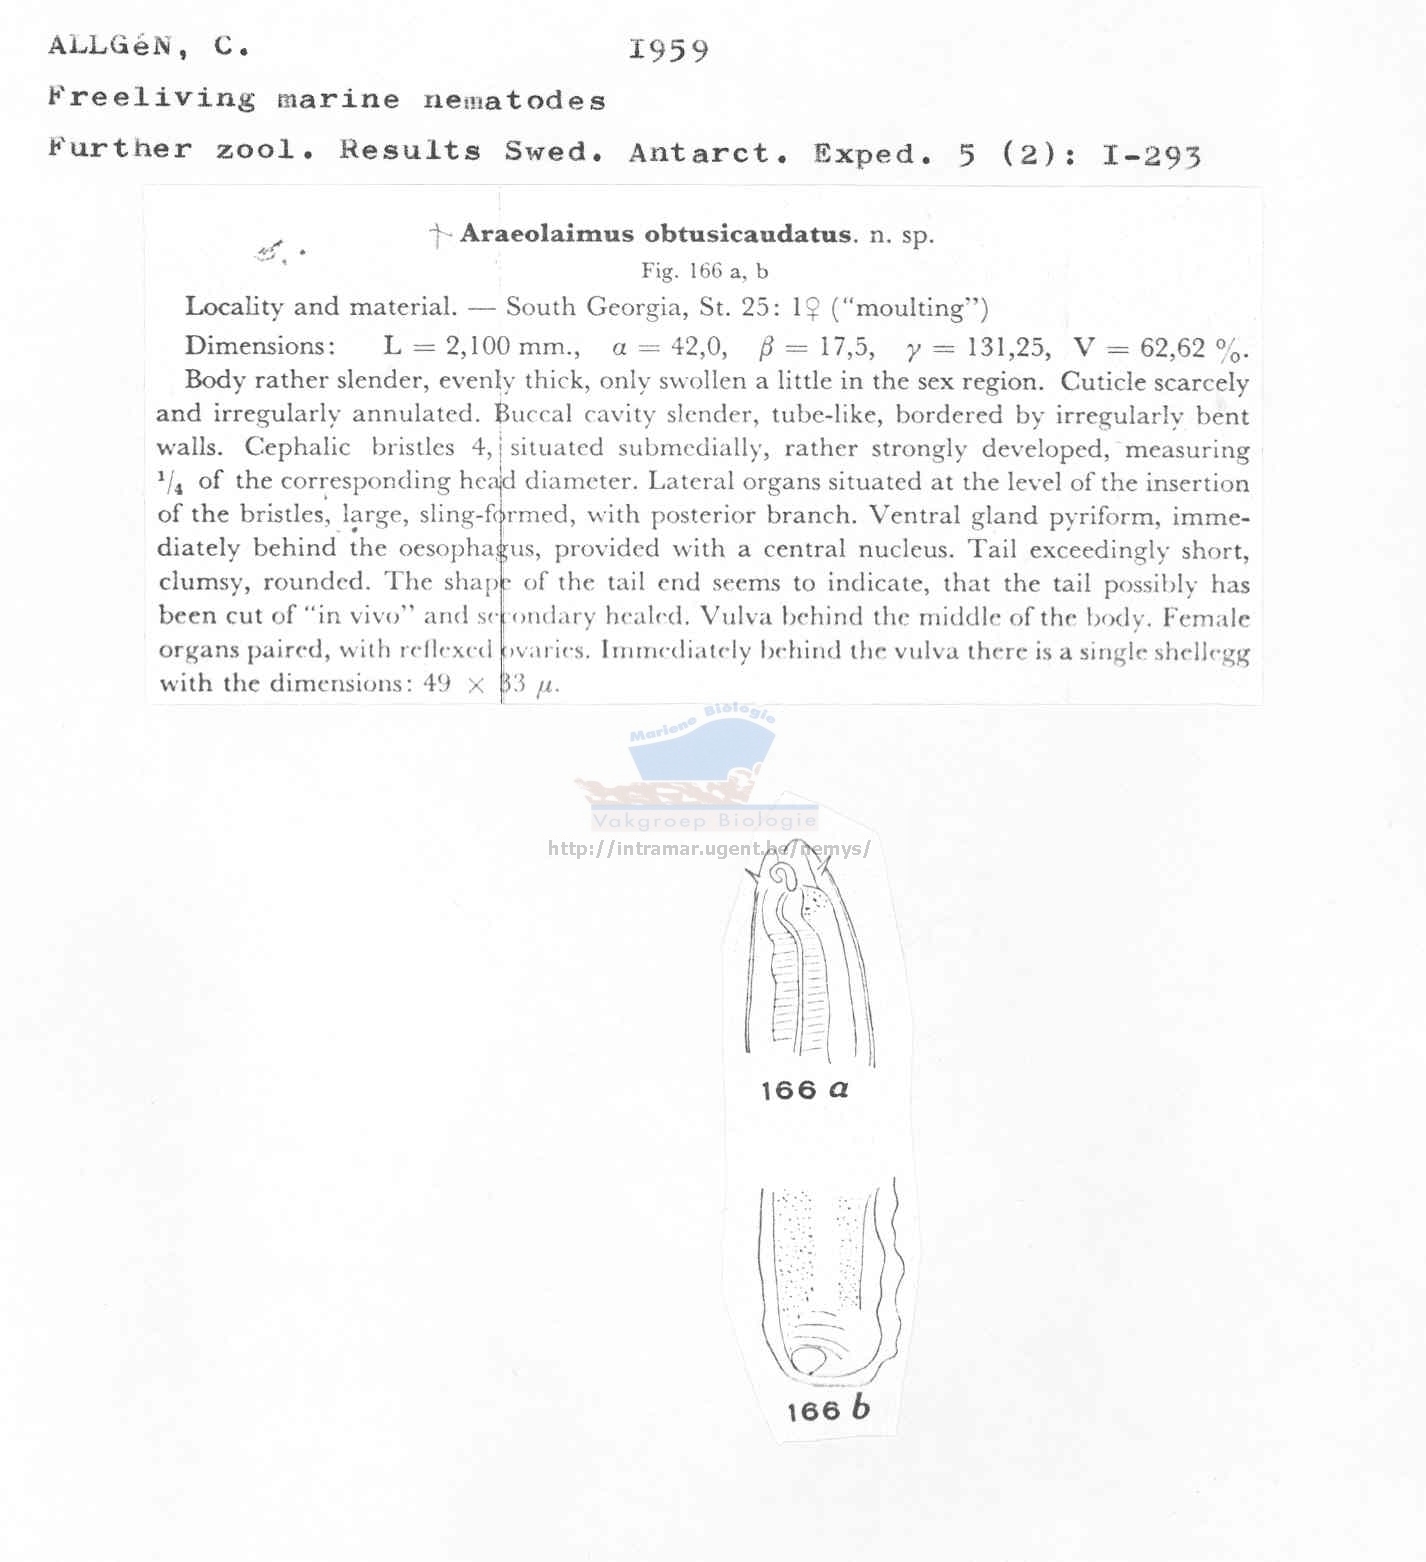 ALLGéN, C. I959
Freeliving marine nematodes
Further zool. Results Swed. Antarct. Exped. 5 (2): I-293
Araeolaimus obtusicaudatus. n. sp.
Fig. 166 a, b
Locality and material. — South Georgia, St. 25: 1♀ (“moulting”)
Dimensions: L = 2,100 mm., α = 42,0, β = 17,5, γ = 131,25, V = 62,62 %.
Body rather slender, evenly thick, only swollen a little in the sex region. Cuticle scarcely
and irregularly annulated. Buccal cavity slender, tube-like, bordered by irregularly bent
walls. Cephalic bristles 4, situated submedially, rather strongly developed, measuring
1/4 of the corresponding head diameter. Lateral organs situated at the level of the insertion
of the bristles, large, sling-formed, with posterior branch. Ventral gland pyriform, imme-
diately behind the oesophagus, provided with a central nucleus. Tail exceedingly short,
clumsy, rounded. The shape of the tail end seems to indicate, that the tail possibly has
been cut of “in vivo” and secondary healed. Vulva behind the middle of the body. Female
organs paired, with reflexed ovaries. Immediately behind the vulva there is a single shellegg
with the dimensions: 49 × 33 μ.
Mariene Biologie
Vakgroep Biologie
http://intramar.ugent.be/nemys/
166 a
166 b